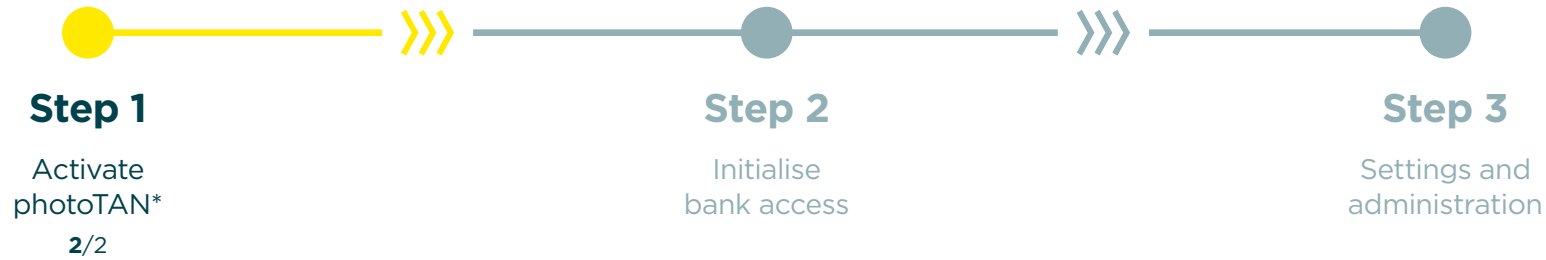 Step 1
Activate
photoTAN*
2/2
Step 2
Initialise
bank access
Step 3
Settings and
administration